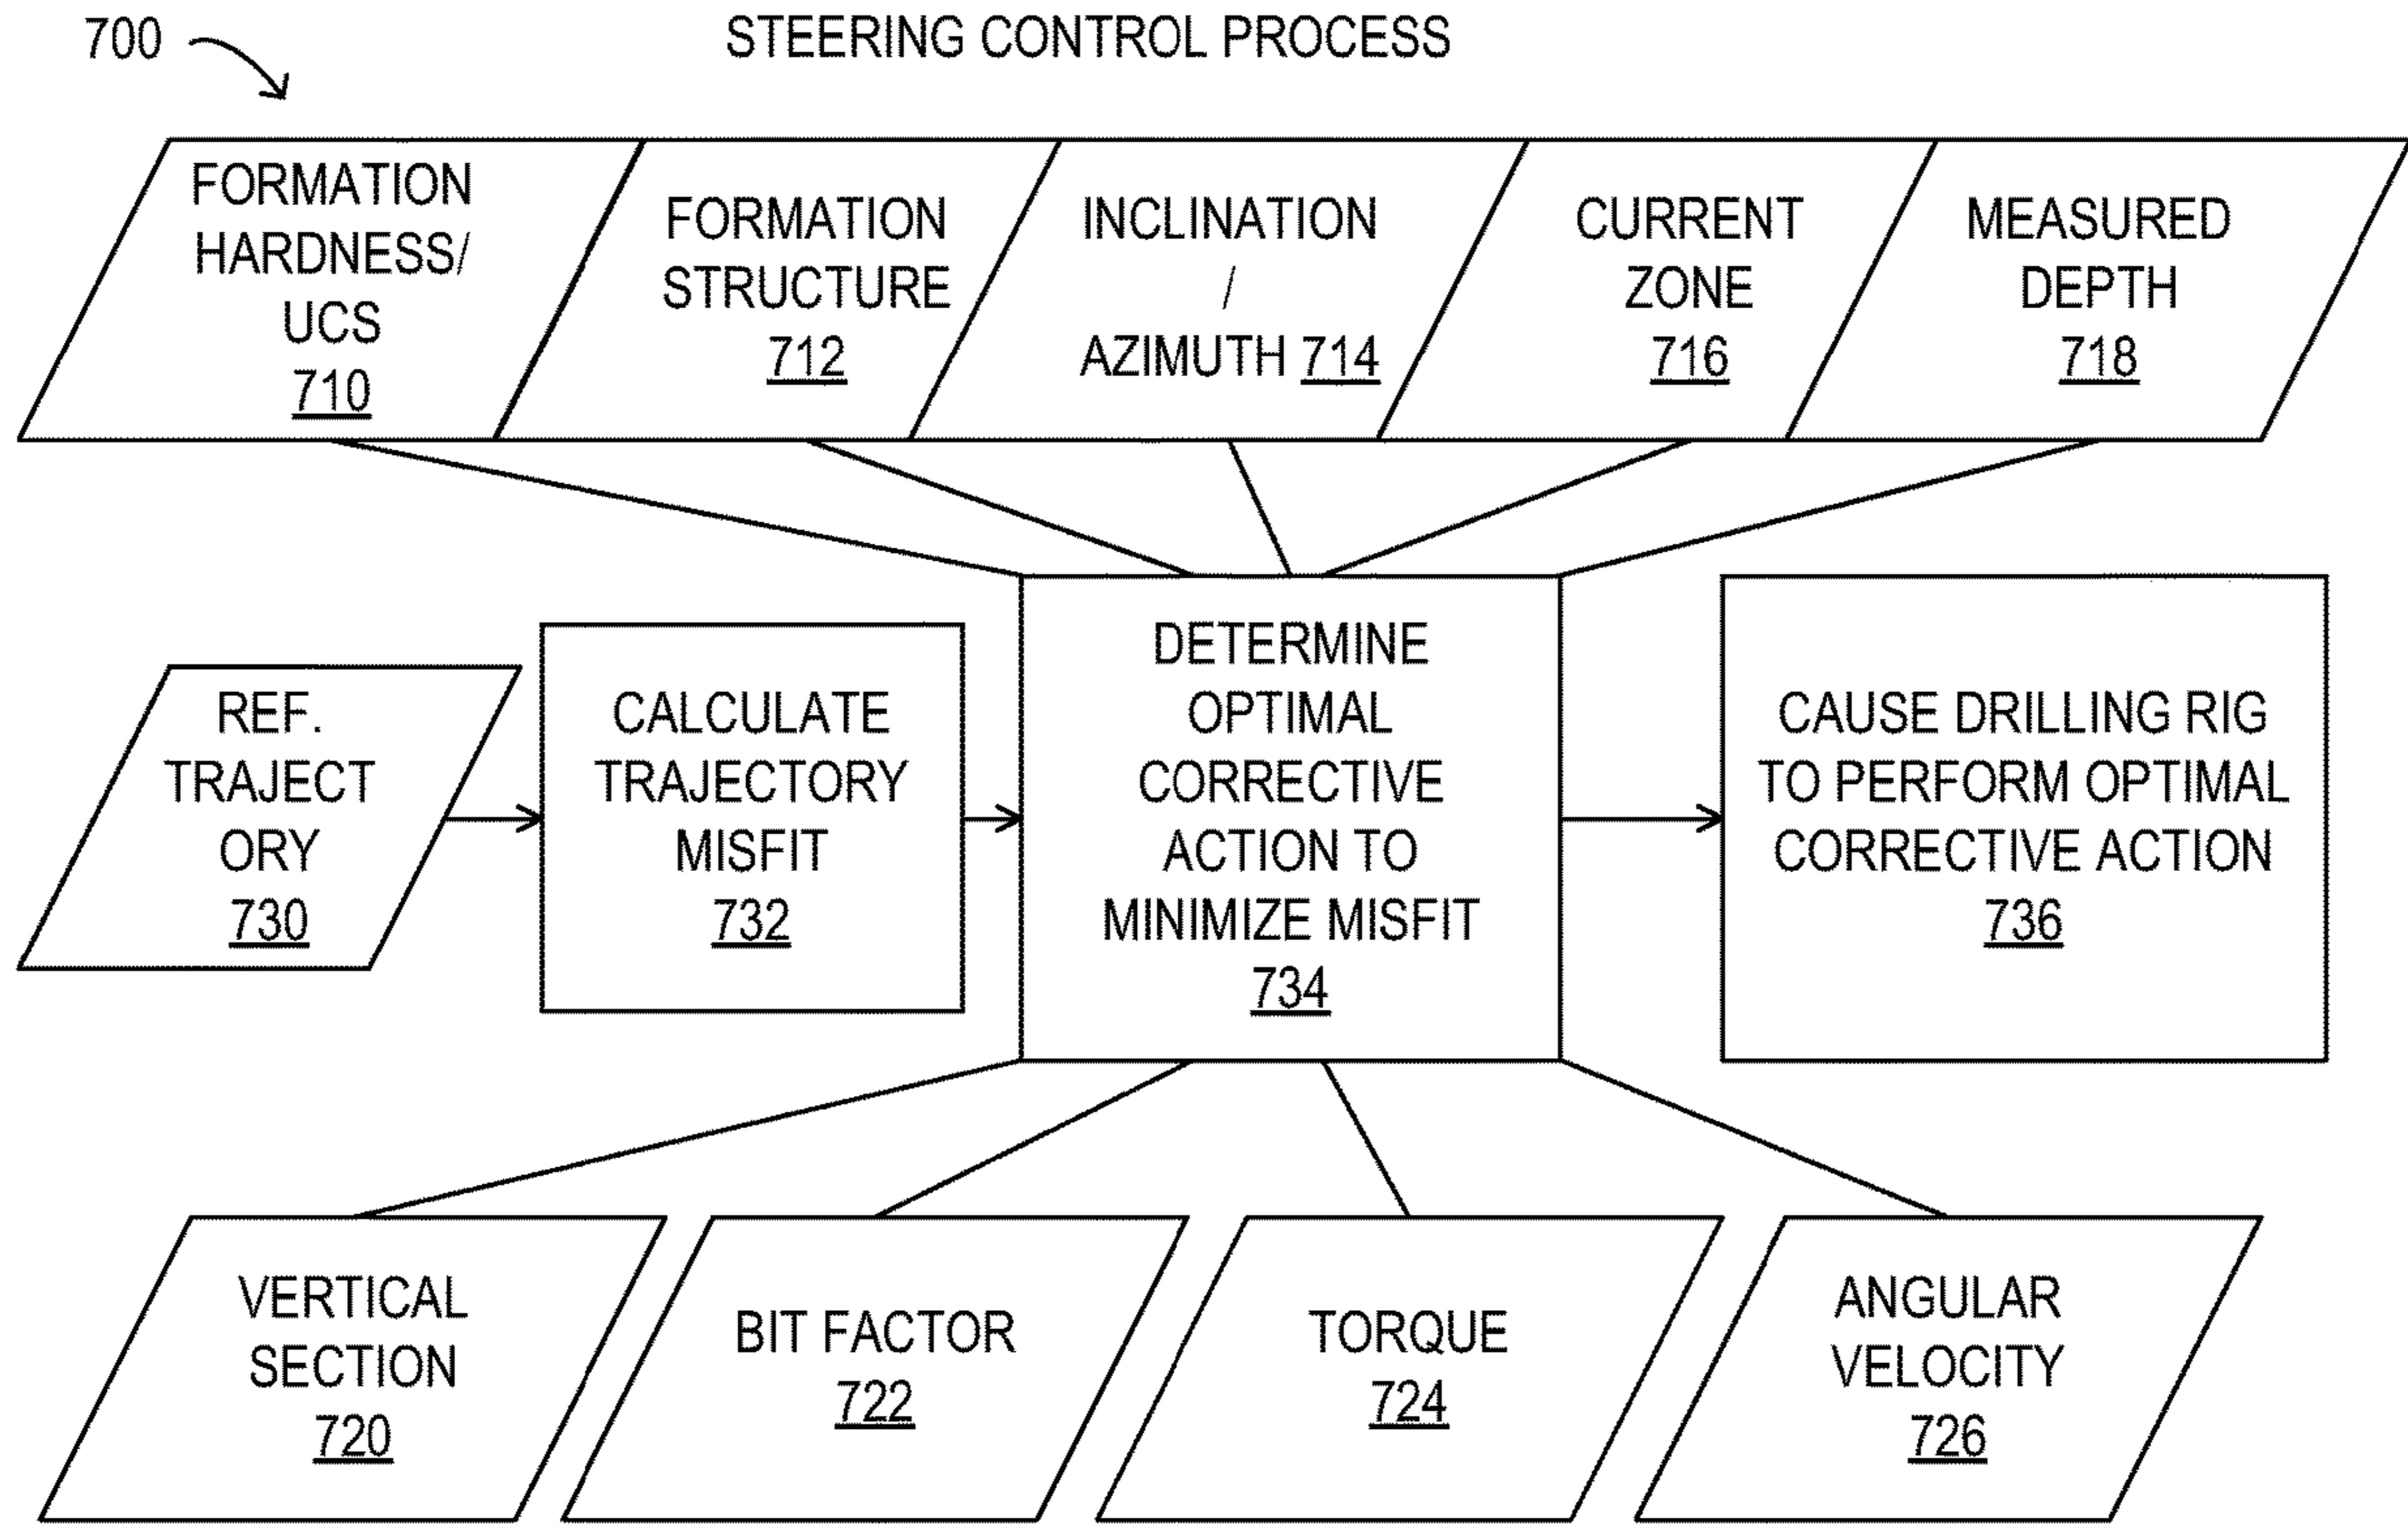 700
STEERING CONTROL PROCESS
FORMATION
HARDNESS/
UCS
710
FORMATION
STRUCTURE
712
INCLINATION
/
AZIMUTH 714
CURRENT
ZONE
716
MEASURED
DEPTH
718
REF.
TRAJECT
ORY
730
CALCULATE
TRAJECTORY
MISFIT
732
DETERMINE
OPTIMAL
CORRECTIVE
ACTION TO
MINIMIZE MISFIT
734
CAUSE DRILLING RIG
TO PERFORM OPTIMAL
CORRECTIVE ACTION
736
VERTICAL
SECTION
720
BIT FACTOR
722
TORQUE
724
ANGULAR
VELOCITY
726